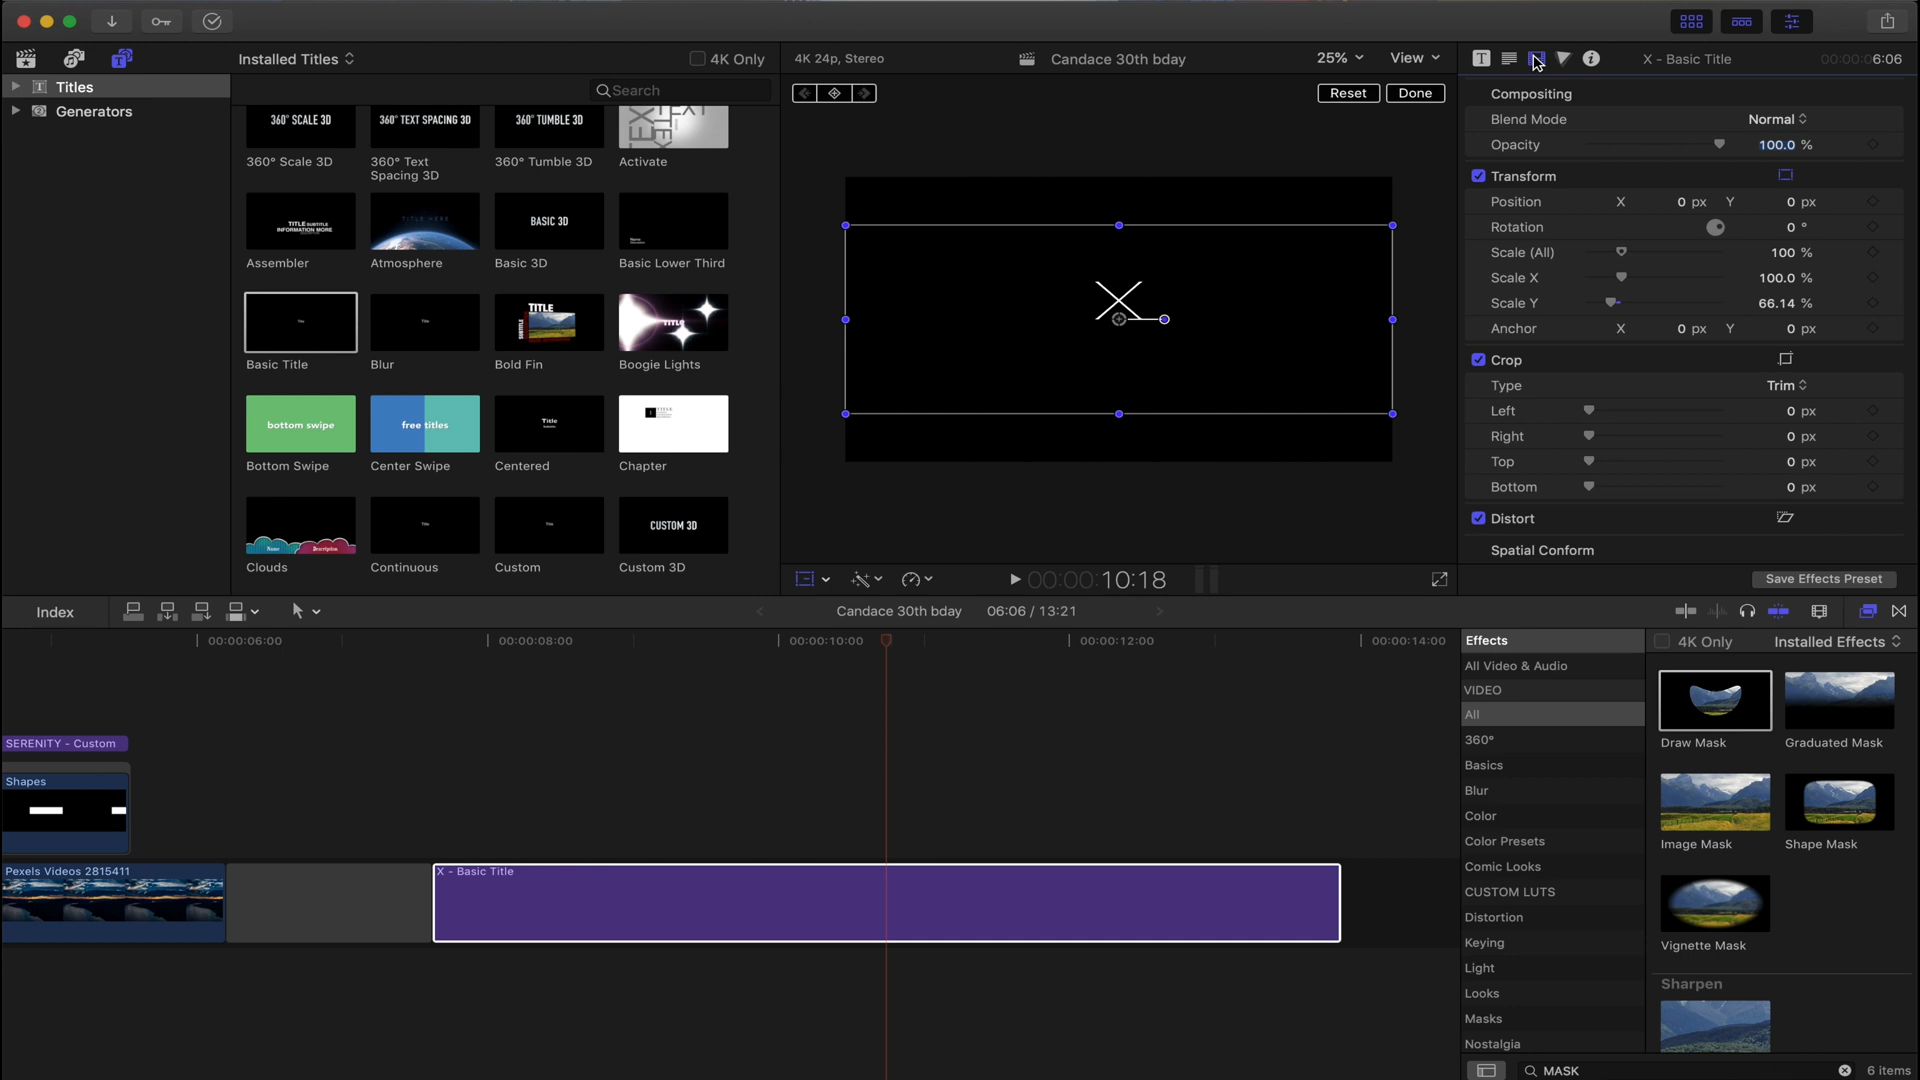 Installed Titles
4K Only
4K 24p, Stereo
Candace 30th bday
25%
View
X - Basic Title
00:00:06:06
Titles
Generators
Search
Reset
Done
360° SCALE 3D
360° TEXT SPACING 3D
360° TUMBLE 3D
360° Scale 3D
360° Text
Spacing 3D
360° Tumble 3D
Activate
TITLE SUBTITLE
INFORMATION MORE
TITLE HERE
BASIC 3D
Assembler
Atmosphere
Basic 3D
Basic Lower Third
Title
TITLE
SUBTITLE
TITLE
Basic Title
Blur
Bold Fin
Boogie Lights
bottom swipe
free titles
Title
Bottom Swipe
Center Swipe
Centered
Chapter
Name
Description
Title
Title
CUSTOM 3D
Clouds
Continuous
Custom
Custom 3D
X
Compositing
Blend Mode
Normal
Opacity
100.0 %
Transform
Position
X
0 px
Y
0 px
Rotation
0 °
Scale (All)
100 %
Scale X
100.0 %
Scale Y
66.14 %
Anchor
X
0 px
Y
0 px
Crop
Type
Trim
Left
0 px
Right
0 px
Top
0 px
Bottom
0 px
Distort
Spatial Conform
Save Effects Preset
00:00:10:18
Index
Candace 30th bday
06:06 / 13:21
00:00:06:00
00:00:08:00
00:00:10:00
00:00:12:00
00:00:14:00
SERENITY - Custom
Shapes
Pexels Videos 2815411
X - Basic Title
Effects
4K Only
Installed Effects
All Video & Audio
VIDEO
All
360°
Basics
Blur
Color
Color Presets
Comic Looks
CUSTOM LUTS
Distortion
Keying
Light
Looks
Masks
Nostalgia
Draw Mask
Graduated Mask
Image Mask
Shape Mask
Vignette Mask
Sharpen
MASK
6 items